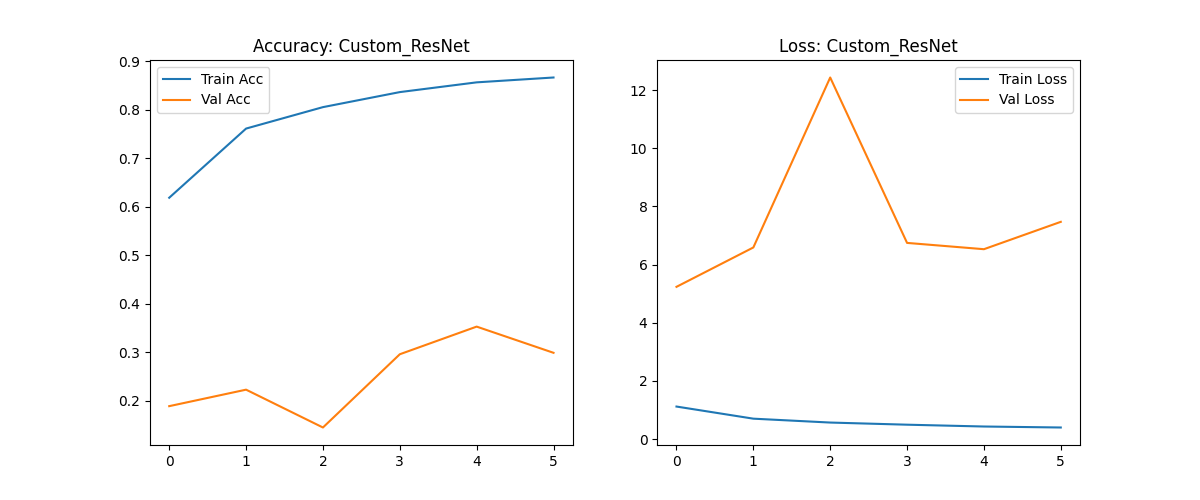 Accuracy: Custom_ResNet
Train Acc
Val Acc
0.9
0.8
0.7
0.6
0.5
0.4
0.3
0.2
0 1 2 3 4 5
Loss: Custom_ResNet
Train Loss
Val Loss
12
10
8
6
4
2
0
0 1 2 3 4 5